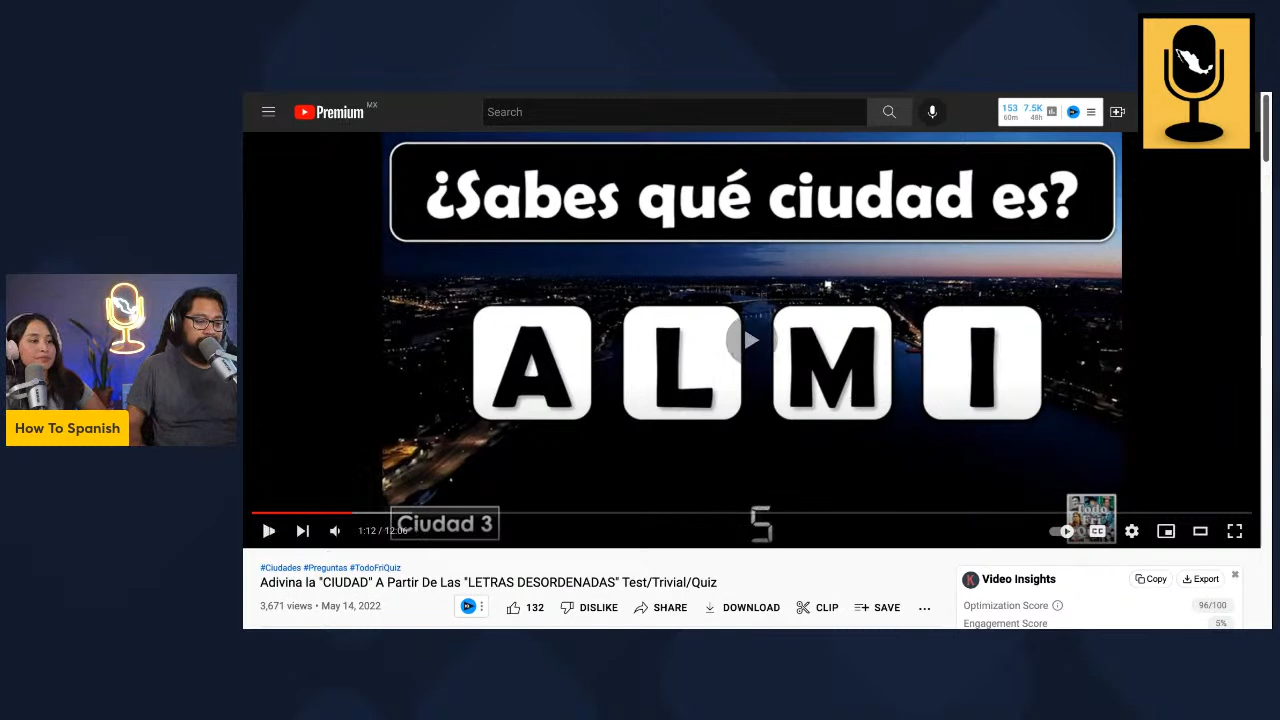 Premium MX
Search
153 7.5K
60m 48h
¿Sabes qué ciudad es?
A L M I
How To Spanish
Ciudad 3
5
Todo
Fri
1:12 / 12:06
CC
#Ciudades #Preguntas #TodoFriQuiz
Adivina la "CIUDAD" A Partir De Las "LETRAS DESORDENADAS" Test/Trivial/Quiz
3,671 views • May 14, 2022
132
DISLIKE
SHARE
DOWNLOAD
CLIP
SAVE
K Video Insights
Copy
Export
Optimization Score
96/100
Engagement Score
5%